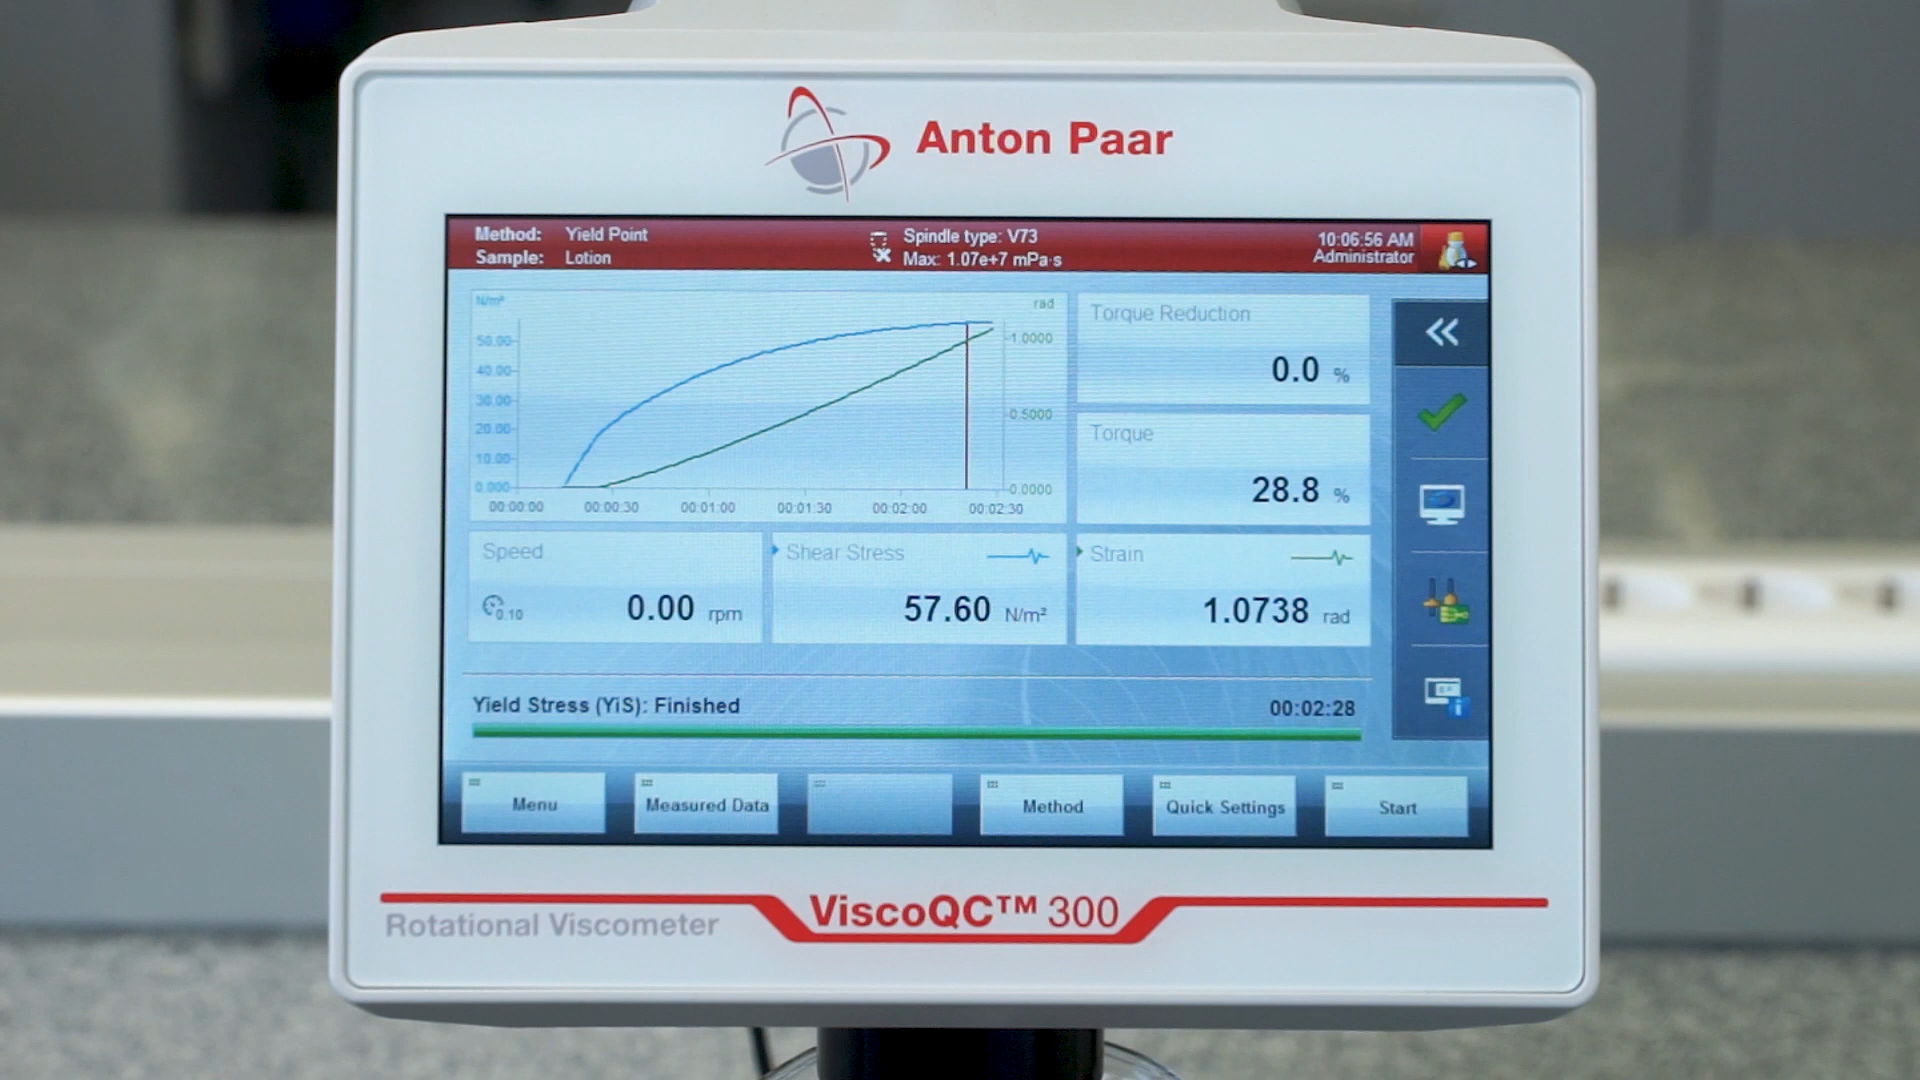 Anton Paar
Method: Yield Point
Sample: Lotion
Spindle type: V73
Max: 1.07e+7 mPa·s
10:06:56 AM
Administrator
N/m²
50.00
40.00
30.00
20.00
10.00
0.000
rad
1.0000
0.5000
0.0000
00:00:00 00:00:30 00:01:00 00:01:30 00:02:00 00:02:30
Torque Reduction
0.0 %
Torque
28.8 %
Speed
0.10 0.00 rpm
Shear Stress
57.60 N/m²
Strain
1.0738 rad
Yield Stress (YiS): Finished 00:02:28
Menu
Measured Data
Method
Quick Settings
Start
ViscoQC™ 300
Rotational Viscometer